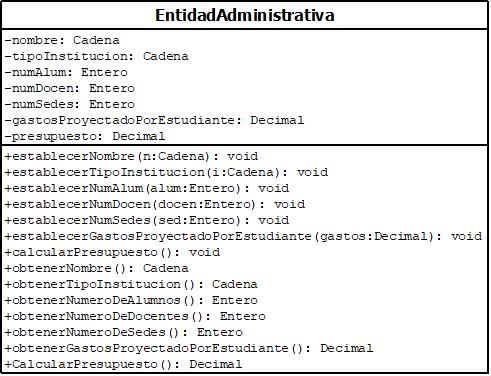 EntidadAdministrativa
-nombre: Cadena
-tipoInstitucion: Cadena
-numAlum: Entero
-numDocen: Entero
-numSedes: Entero
-gastosProyectadoPorEstudiante: Decimal
-presupuesto: Decimal
+establecerNombre(n:Cadena): void
+establecerTipoInstitucion(i:Cadena): void
+establecerNumAlum(alum:Entero): void
+establecerNumDocen(docen:Entero): void
+establecerNumSedes(sed:Entero): void
+establecerGastosProyectadoPorEstudiante(gastos:Decimal): void
+calcularPresupuesto(): void
+obtenerNombre(): Cadena
+obtenerTipoInstitucion(): Cadena
+obtenerNumeroDeAlumnos(): Entero
+obtenerNumeroDeDocentes(): Entero
+obtenerNumeroDeSedes(): Entero
+obtenerGastosProyectadoPorEstudiante(): Decimal
+CalcularPresupuesto(): Decimal